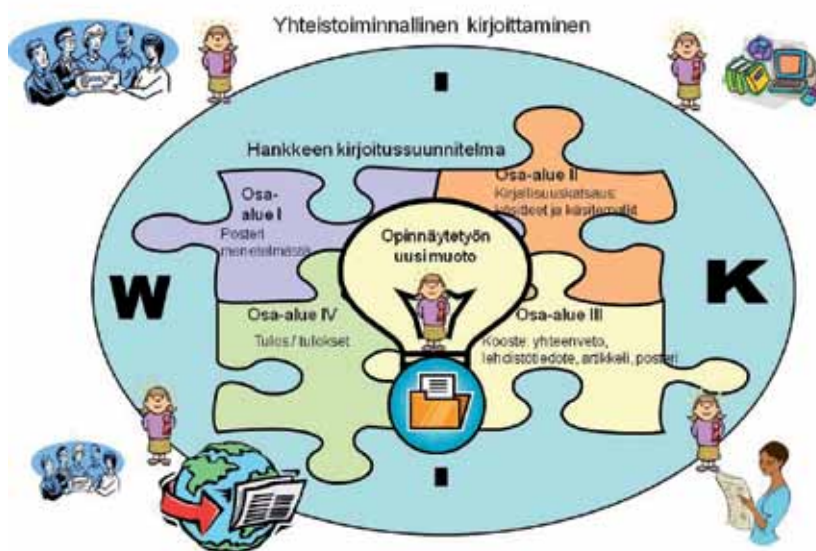 Yhteistoiminnallinen kirjoittaminen
I
Hankkeen kirjoitussuunnitelma
Osa-
alue I
Posteri
menetelmästä
Osa-alue II
Kirjallisuuskatsaus:
käsitteet ja käsitemallit
Opinnäytetyön
uusi muoto
W
K
Osa-alue IV
Tulos / tulokset
Osa-alue III
Kooste: yhteenveto,
lehdistötiedote, artikkeli, posteri
I